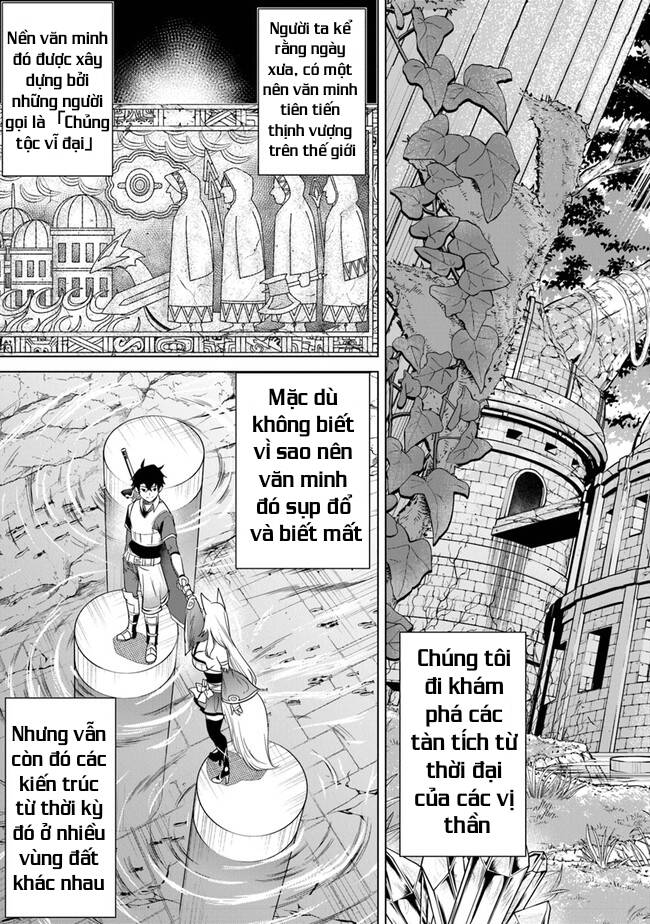 Chúng tôi
đi khám
phá các
tàn tích từ
thời đại
của các vị
thần
Người ta kể
rằng ngày
xưa, có một
nên văn minh
tiên tiến
thịnh vượng
trên thế giới
Nền văn minh
đó được xây
dựng bởi
những người
gọi là「Chủng
tộc vĩ đại」
Mặc dù
không biết
vì sao nên
văn minh
đó sụp đổ
và biết mất
Nhưng vẫn
còn đó các
kiến trúc
từ thời kỳ
đó ở nhiều
vùng đất
khác nhau